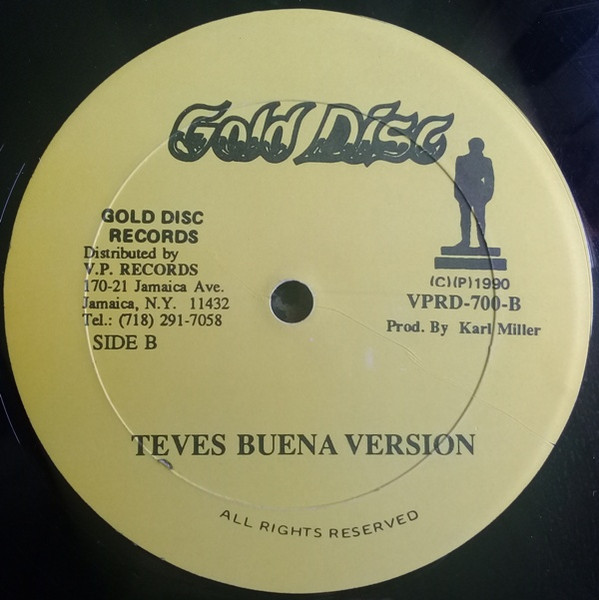 Gold Disc
GOLD DISC
RECORDS
Distributed by
V.P. RECORDS
170-21 Jamaica Ave.
Jamaica, N.Y. 11432
Tel.: (718) 291-7058
SIDE B
(C)(P)1990
VPRD-700-B
Prod. By Karl Miller
TEVES BUENA VERSION
ALL RIGHTS RESERVED